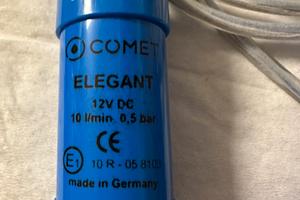 COMET
ELEGANT
12V DC
10 l/min. 0,5 bar
CE
E1 10 R - 05 8103
made in Germany